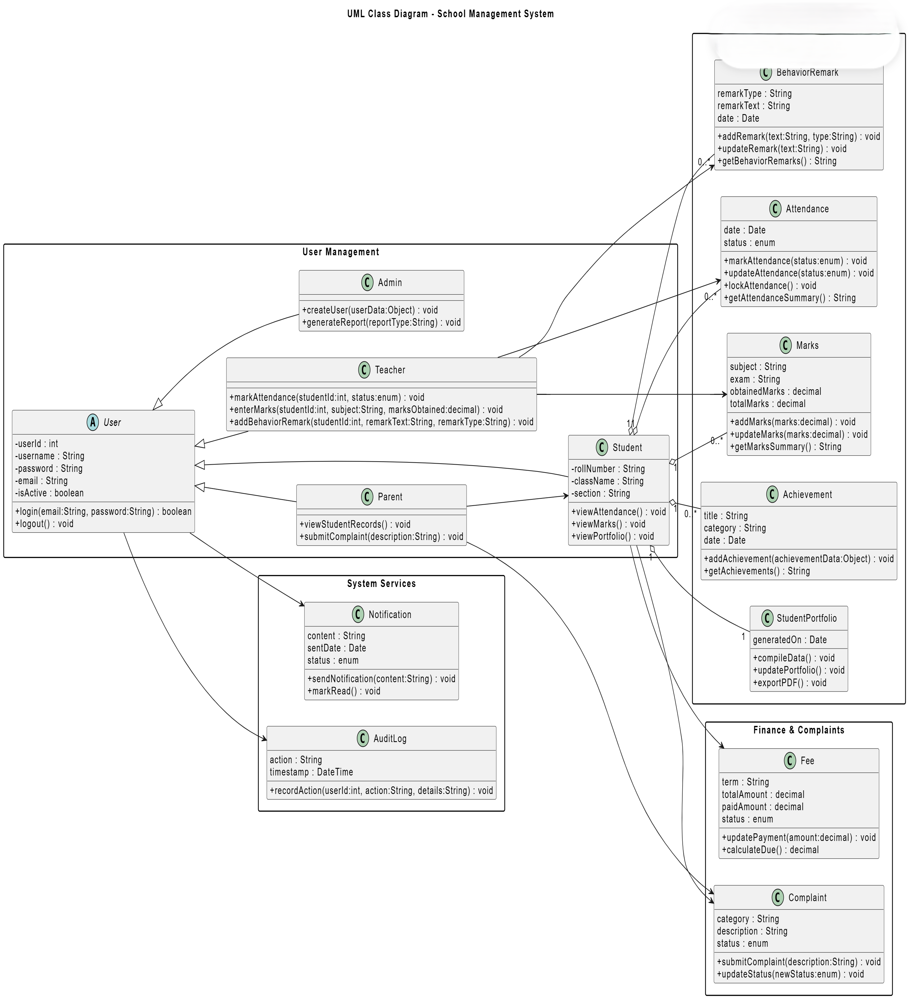 UML Class Diagram - School Management System
C BehaviorRemark
remarkType : String
remarkText : String
date : Date
+addRemark(text:String, type:String) : void
+updateRemark(text:String) : void
+getBehaviorRemarks() : String
0..*
C Attendance
date : Date
status : enum
+markAttendance(status:enum) : void
+updateAttendance(status:enum) : void
+lockAttendance() : void
+getAttendanceSummary() : String
0..*
User Management
C Admin
+createUser(userData:Object) : void
+generateReport(reportType:String) : void
C Teacher
+markAttendance(studentId:int, status:enum) : void
+enterMarks(studentId:int, subject:String, marksObtained:decimal) : void
+addBehaviorRemark(studentId:int, remarkText:String, remarkType:String) : void
C Marks
subject : String
exam : String
obtainedMarks : decimal
totalMarks : decimal
+addMarks(marks:decimal) : void
+updateMarks(marks:decimal) : void
+getMarksSummary() : String
0..*
A User
-userId : int
-username : String
-password : String
-email : String
-isActive : boolean
+login(email:String, password:String) : boolean
+logout() : void
1 1
C Student
-rollNumber : String
-className : String
-section : String
+viewAttendance() : void
+viewMarks() : void
+viewPortfolio() : void
1
1
1
C Parent
+viewStudentRecords() : void
+submitComplaint(description:String) : void
0..*
C Achievement
title : String
category : String
date : Date
+addAchievement(achievementData:Object) : void
+getAchievements() : String
System Services
C Notification
content : String
sentDate : Date
status : enum
+sendNotification(content:String) : void
+markRead() : void
C StudentPortfolio
generatedOn : Date
+compileData() : void
+updatePortfolio() : void
+exportPDF() : void
1
C AuditLog
action : String
timestamp : DateTime
+recordAction(userId:int, action:String, details:String) : void
Finance & Complaints
C Fee
term : String
totalAmount : decimal
paidAmount : decimal
status : enum
+updatePayment(amount:decimal) : void
+calculateDue() : decimal
C Complaint
category : String
description : String
status : enum
+submitComplaint(description:String) : void
+updateStatus(newStatus:enum) : void